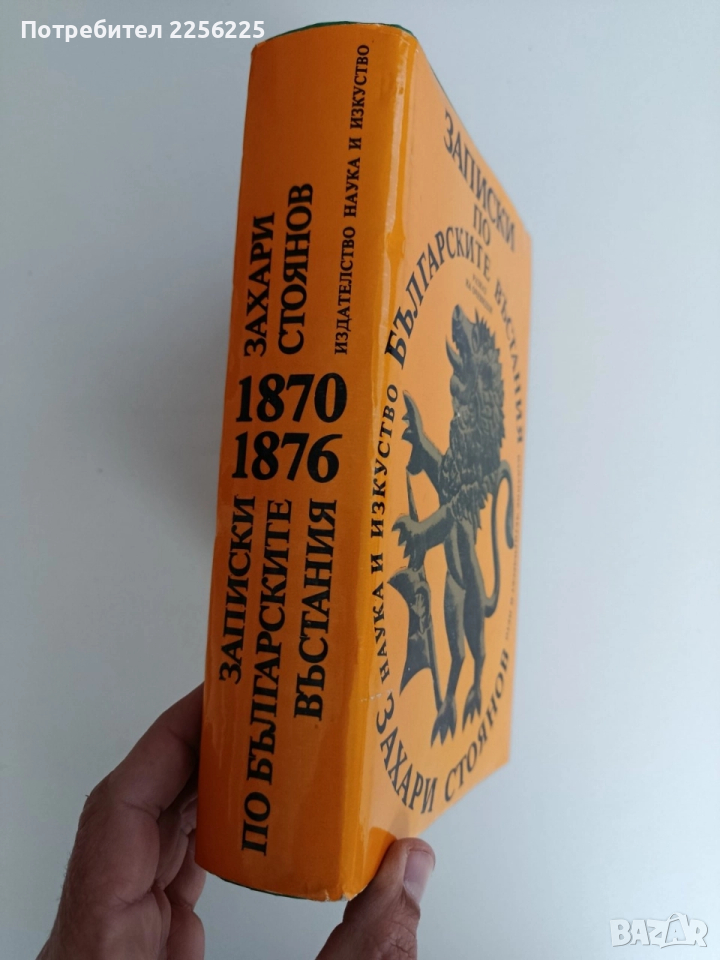 Потребител 2256225
ЗАХАРИ
СТОЯНОВ
ИЗДАТЕЛСТВО НАУКА И ИЗКУСТВО
1870
1876
ЗАПИСКИ
ПО БЪЛГАРСКИТЕ
ВЪСТАНИЯ
ЗАПИСКИ
ПО
БЪЛГАРСКИТЕ ВЪСТАНИЯ
НАУКА И ИЗКУСТВО
ЗАХАРИ СТОЯНОВ
BAZAR